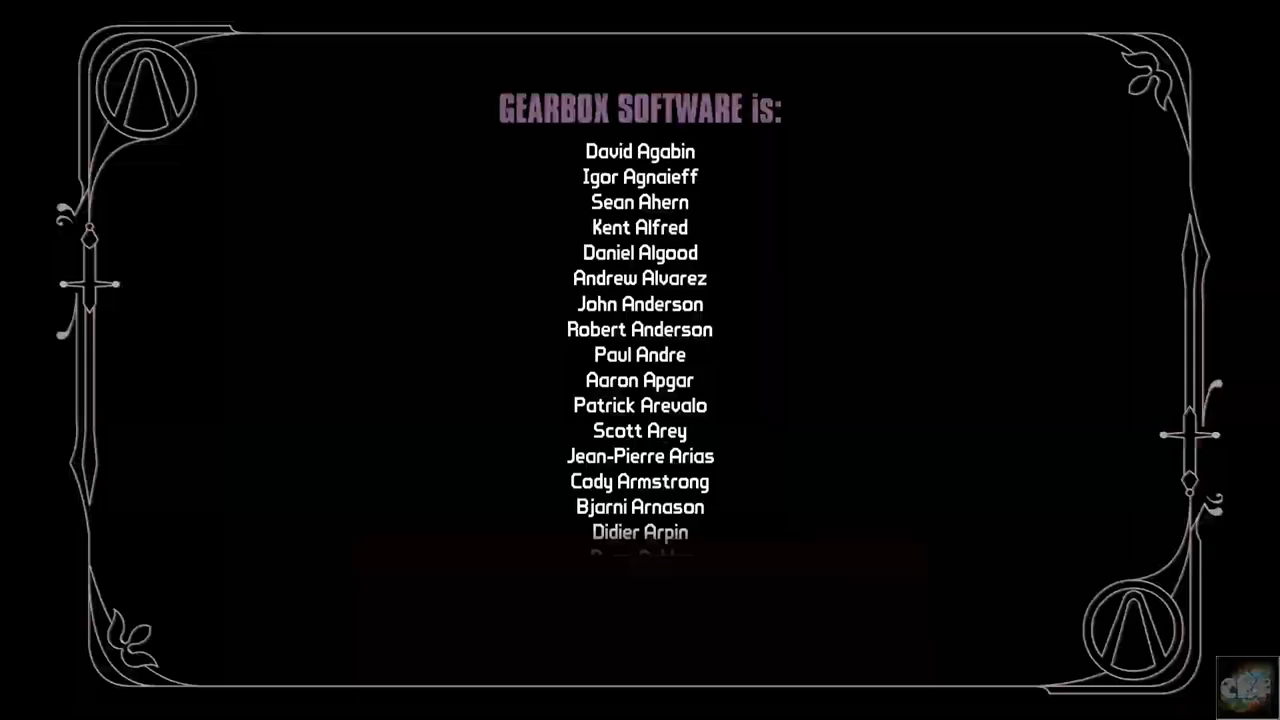 GEARBOX SOFTWARE is:
David Agabin
Igor Agnaieff
Sean Ahern
Kent Alfred
Daniel Algood
Andrew Alvarez
John Anderson
Robert Anderson
Paul Andre
Aaron Apgar
Patrick Arevalo
Scott Arey
Jean-Pierre Arias
Cody Armstrong
Bjarni Arnason
Didier Arpin